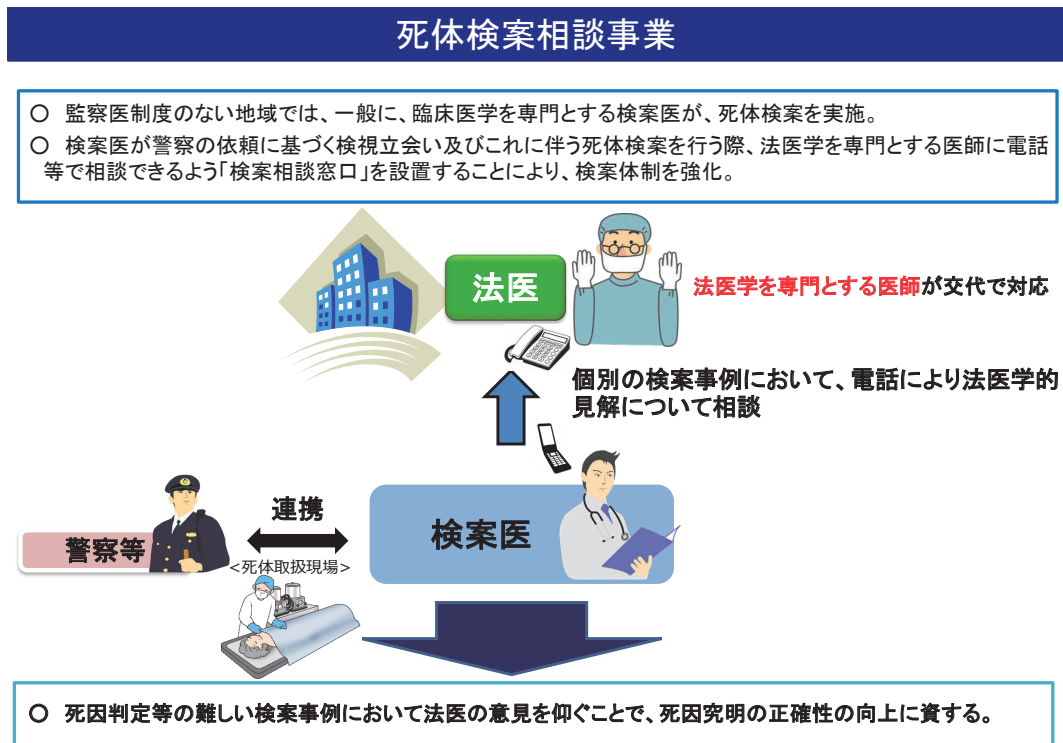 死体検案相談事業
○ 監察医制度のない地域では、一般に、臨床医学を専門とする検案医が、死体検案を実施。
○ 検案医が警察の依頼に基づく検視立会い及びこれに伴う死体検案を行う際、法医学を専門とする医師に電話
等で相談できるよう「検案相談窓口」を設置することにより、検案体制を強化。
法医
法医学を専門とする医師が交代で対応
個別の検案事例において、電話により法医学的
見解について相談
連携
検案医
警察等
<死体取扱現場>
○ 死因判定等の難しい検案事例において法医の意見を仰ぐことで、死因究明の正確性の向上に資する。